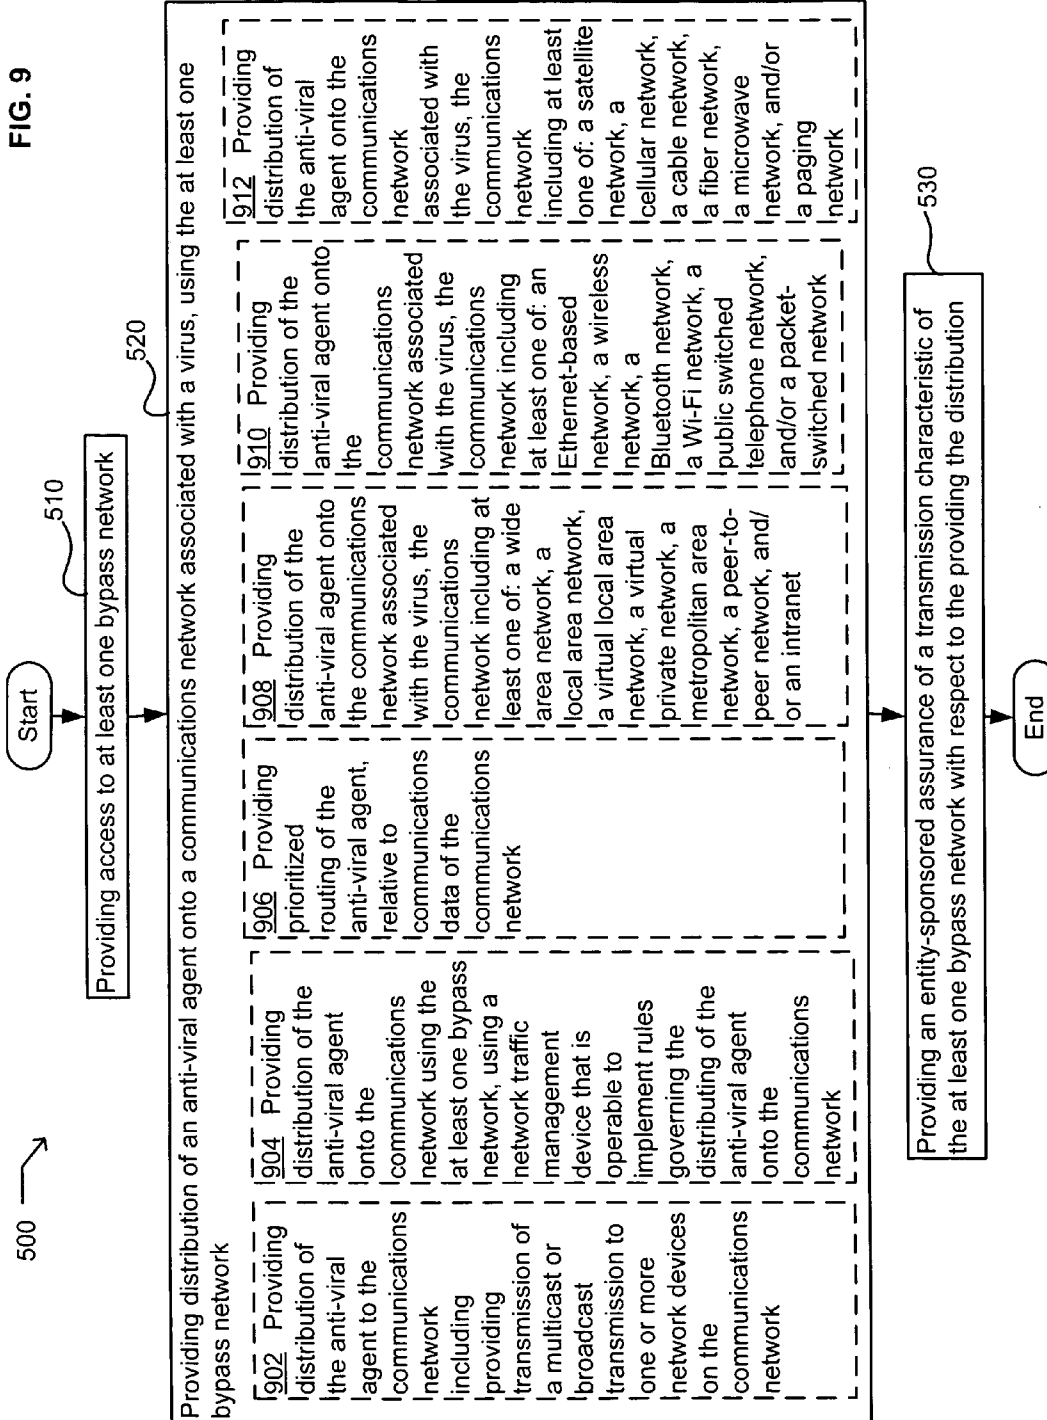 FIG. 9
500
Start
510
Providing access to at least one bypass network
520
Providing distribution of an anti-viral agent onto a communications network associated with a virus, using the at least one
bypass network
902 Providing
distribution of
the anti-viral
agent to the
communications
network
including
providing
transmission of
a multicast or
broadcast
transmission to
one or more
network devices
on the
communications
network
904 Providing
distribution of the
anti-viral agent
onto the
communications
network using the
at least one bypass
network, using a
network traffic
management
device that is
operable to
implement rules
governing the
distributing of the
anti-viral agent
onto the
communications
network
906 Providing
prioritized
routing of the
anti-viral agent,
relative to
communications
data of the
communications
network
908 Providing
distribution of the
anti-viral agent onto
the communications
network associated
with the virus, the
communications
network including at
least one of: a wide
area network, a
local area network,
a virtual local area
network, a virtual
private network, a
metropolitan area
network, a peer-to-
peer network, and/
or an intranet
910 Providing
distribution of the
anti-viral agent onto
the
communications
network associated
with the virus, the
communications
network including
at least one of: an
Ethernet-based
network, a wireless
network, a
Bluetooth network,
a Wi-Fi network, a
public switched
telephone network,
and/or a packet-
switched network
912 Providing
distribution of
the anti-viral
agent onto the
communications
network
associated with
the virus, the
communications
network
including at least
one of: a satellite
network, a
cellular network,
a cable network,
a fiber network,
a microwave
network, and/or
a paging
network
530
Providing an entity-sponsored assurance of a transmission characteristic of
the at least one bypass network with respect to the providing the distribution
End